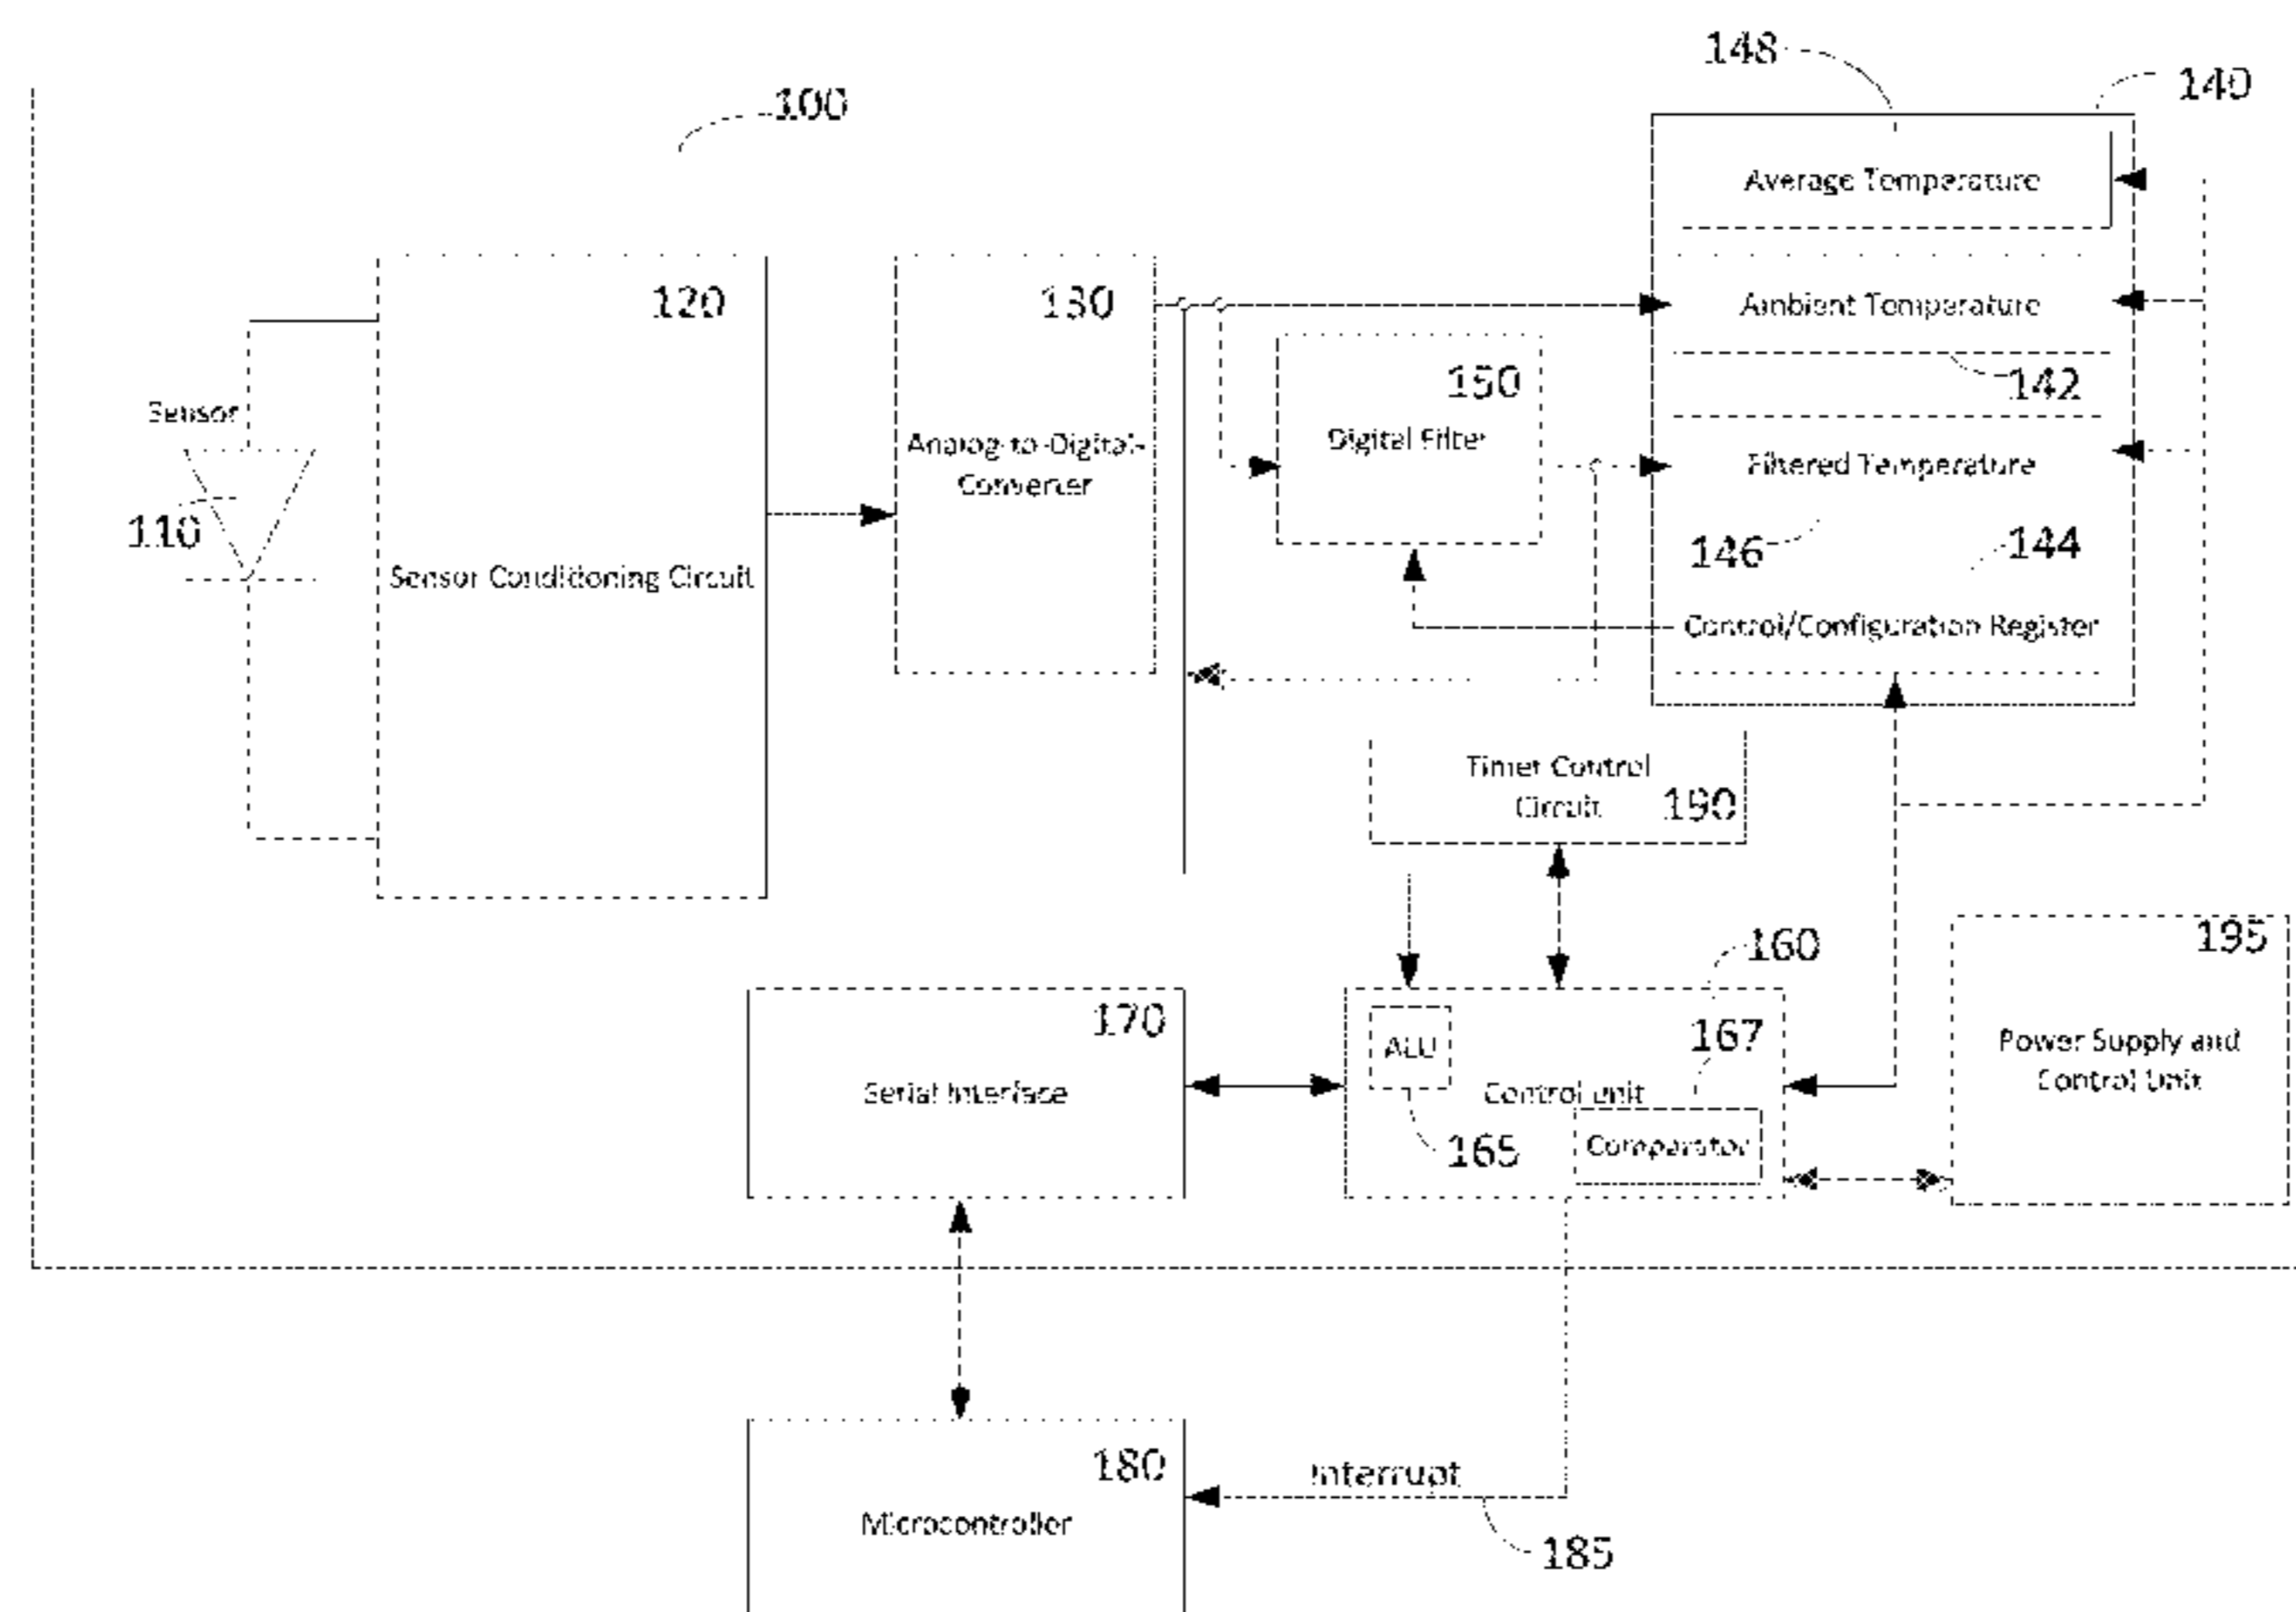 148
140
100
Average Temperature
120
130
Ambient Temperature
150
142
Sensor
Analog-to-Digital-
Converter
Digital Filter
Filtered Temperature
110
146
144
Sensor Conditioning Circuit
Control/Configuration Register
Timer Control
Circuit
190
160
195
170
167
ALU
Power Supply and
Control Unit
Serial Interface
Control unit
165
Comparator
180
Interrupt
Microcontroller
185